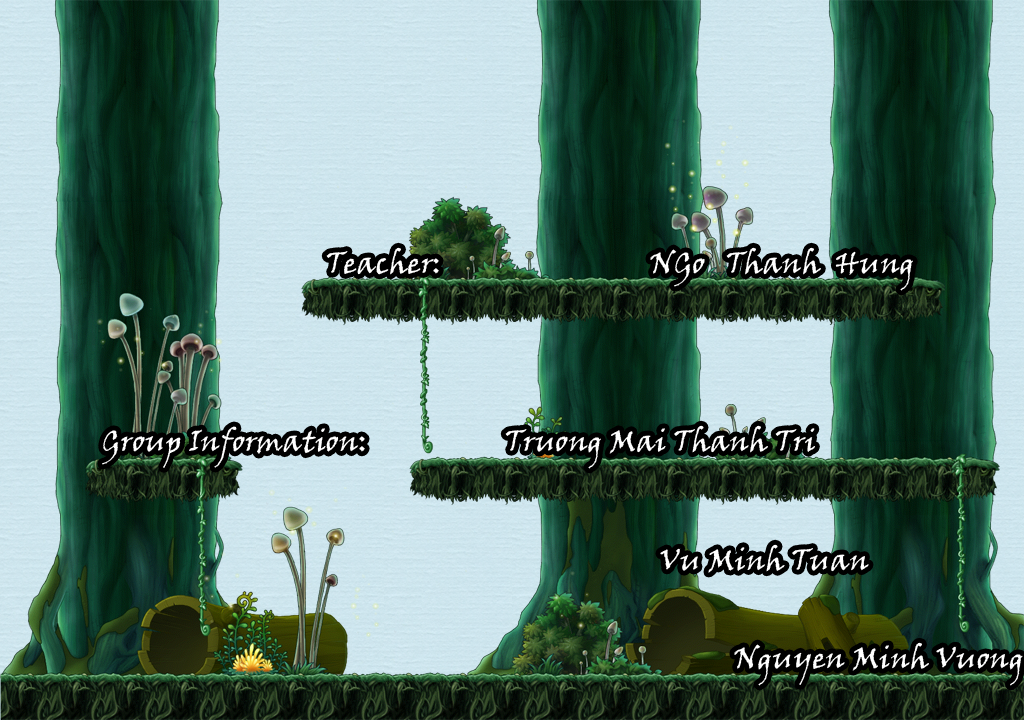 Teacher: NGo Thanh Hung
Group Information: Truong Mai Thanh Tri
Vu Minh Tuan
Nguyen Minh Vuong